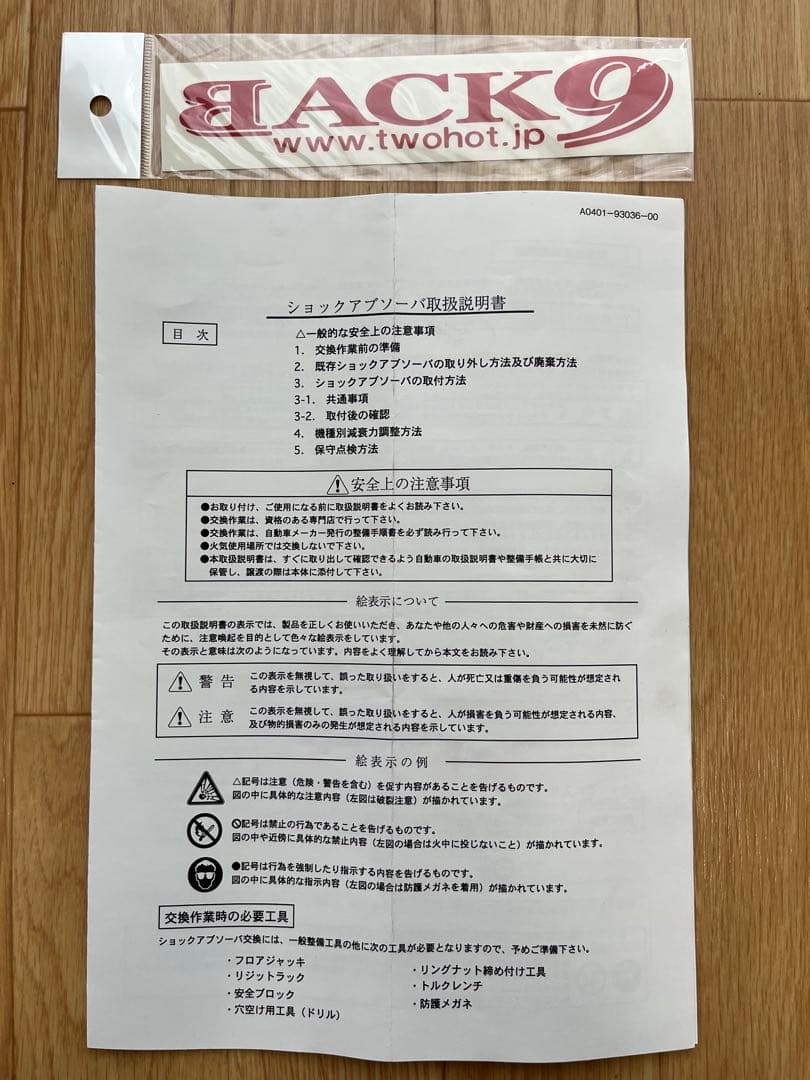 BACK9
www.twohot.jp
A0401-93036-00
ショックアブソーバ取扱説明書
目 次
△一般的な安全上の注意事項
1. 交換作業前の準備
2. 既存ショックアブソーバの取り外し方法及び廃棄方法
3. ショックアブソーバの取付方法
3-1. 共通事項
3-2. 取付後の確認
4. 機種別減衰力調整方法
5. 保守点検方法
安全上の注意事項
●お取り付け、ご使用になる前に取扱説明書をよくお読み下さい。
●交換作業は、資格のある専門店で行って下さい。
●交換作業は、自動車メーカー発行の整備手順書を必ず読み行って下さい。
●火気使用場所では交換しないで下さい。
●本取扱説明書は、すぐに取り出して確認できるよう自動車の取扱説明書や整備手帳と共に大切に
保管し、譲渡の際は本体に添付して下さい。
絵表示について
この取扱説明書の表示では、製品を正しくお使いいただき、あなたや他の人々への危害や財産への損害を未然に防ぐ
ために、注意喚起を目的として色々な絵表示をしています。
その表示と意味は次のようになっています。内容をよく理解してから本文をお読み下さい。
警 告 この表示を無視して、誤った取り扱いをすると、人が死亡又は重傷を負う可能性が想定され
る内容を示しています。
注 意 この表示を無視して、誤った取り扱いをすると、人が損害を負う可能性が想定される内容、
及び物的損害のみの発生が想定される内容を示しています。
絵表示の例
△記号は注意（危険・警告を含む）を促す内容があることを告げるものです。
図の中に具体的な注意内容（左図は破裂注意）が描かれています。
🚫記号は禁止の行為であることを告げるものです。
図の中や近傍に具体的な禁止内容（左図の場合は火中に投じないこと）が描かれています。
●記号は行為を強制したり指示する内容を告げるものです。
図の中に具体的な指示内容（左図の場合は防護メガネを着用）が描かれています。
交換作業時の必要工具
ショックアブソーバ交換には、一般整備工具の他に次の工具が必要となりますので、予めご準備下さい。
・フロアジャッキ
・リジットラック
・安全ブロック
・穴空け用工具（ドリル）
・リングナット締め付け工具
・トルクレンチ
・防護メガネ